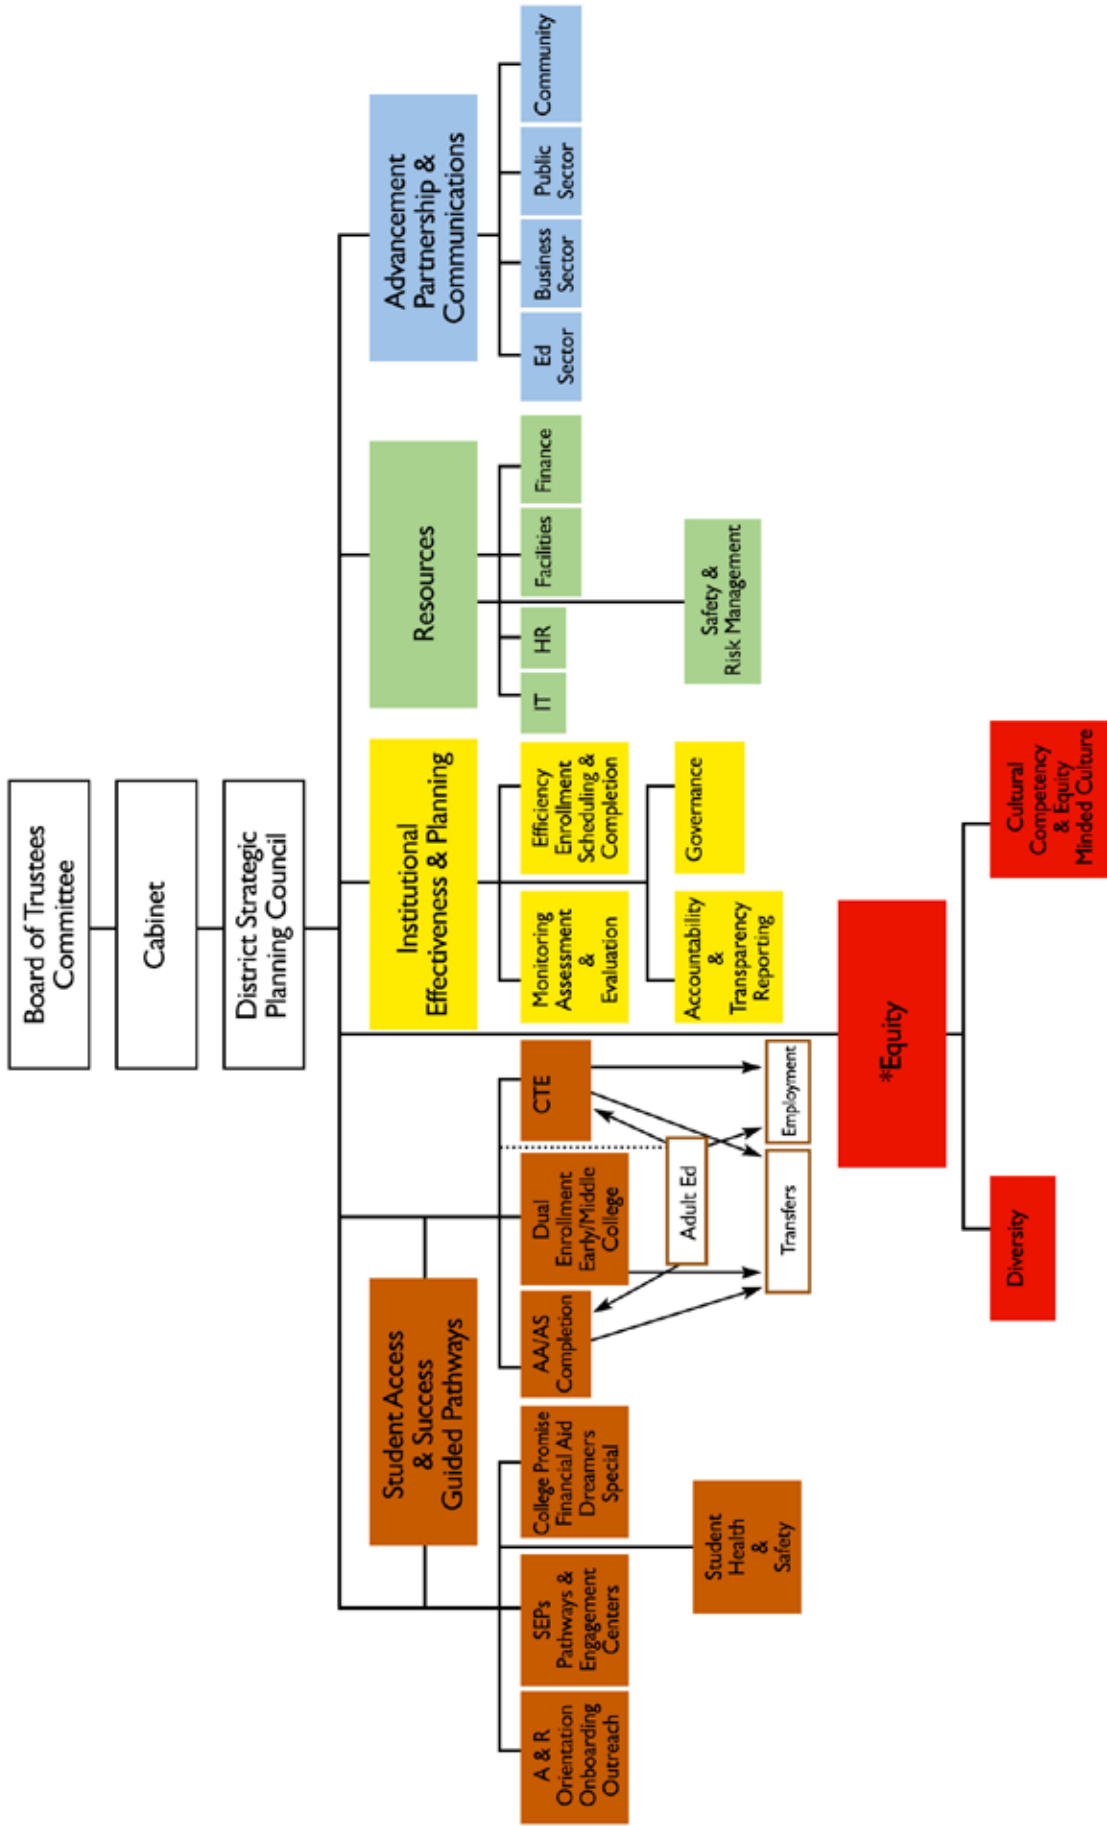 Board of Trustees
Committee
Cabinet
District Strategic
Planning Council
Student Access
& Success
Guided Pathways
Institutional
Effectiveness & Planning
Resources
Advancement
Partnership &
Communications
A & R
Orientation
Onboarding
Outreach
SEPs
Pathways &
Engagement
Centers
College Promise
Financial Aid
Dreamers
Special
AA/AS
Completion
Dual
Enrollment
Early/Middle
College
CTE
Monitoring
Assessment
&
Evaluation
Efficiency
Enrollment
Scheduling &
Completion
IT
HR
Facilities
Finance
Ed
Sector
Business
Sector
Public
Sector
Community
Student
Health
&
Safety
Adult Ed
Accountability
&
Transparency
Reporting
Governance
Safety &
Risk Management
Transfers
Employment
*Equity
Diversity
Cultural
Competency
& Equity
Minded Culture